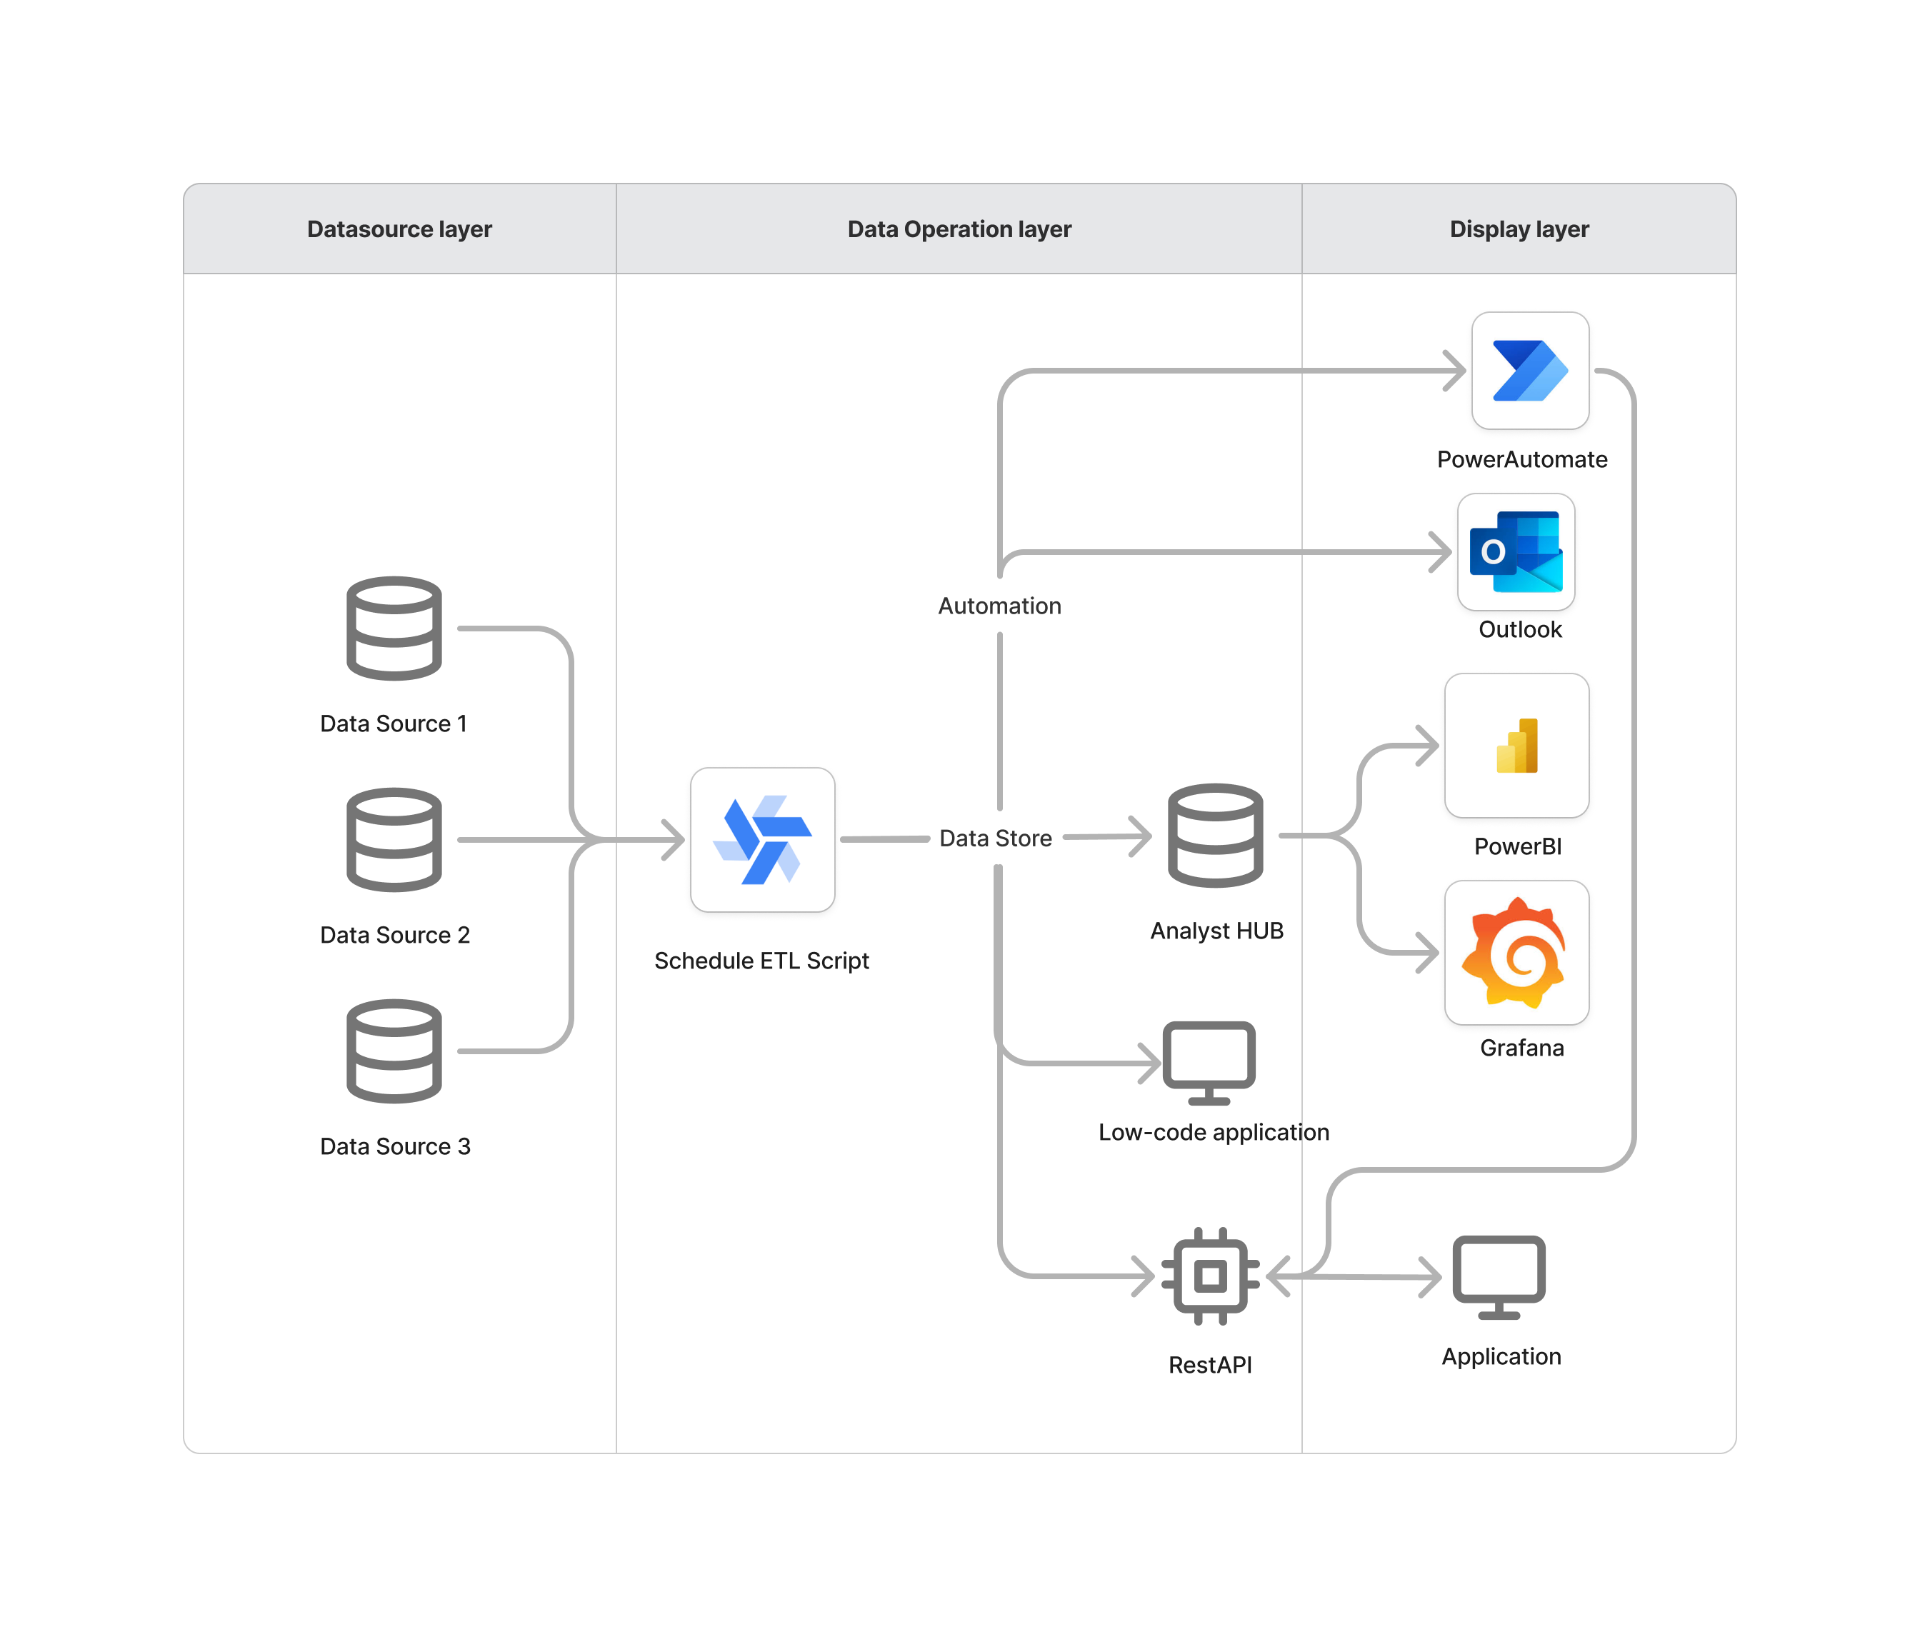 Datasource layer
Data Operation layer
Display layer
PowerAutomate
Outlook
Automation
Data Source 1
Data Source 2
Data Source 3
Schedule ETL Script
Data Store
Analyst HUB
PowerBI
Grafana
Low-code application
RestAPI
Application